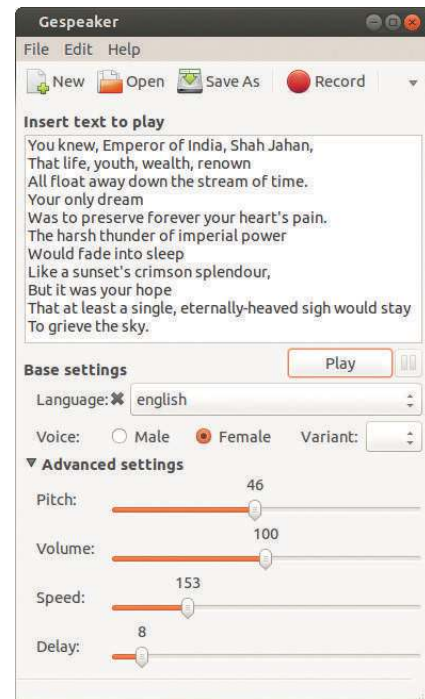 Gespeaker
File Edit Help
New Open Save As Record
Insert text to play
You knew, Emperor of India, Shah Jahan,
That life, youth, wealth, renown
All float away down the stream of time.
Your only dream
Was to preserve forever your heart's pain.
The harsh thunder of imperial power
Would fade into sleep
Like a sunset's crimson splendour,
But it was your hope
That at least a single, eternally-heaved sigh would stay
To grieve the sky.
Play
Base settings
Language: english
Voice: Male Female Variant:
Advanced settings
46
Pitch:
100
Volume:
153
Speed:
8
Delay: